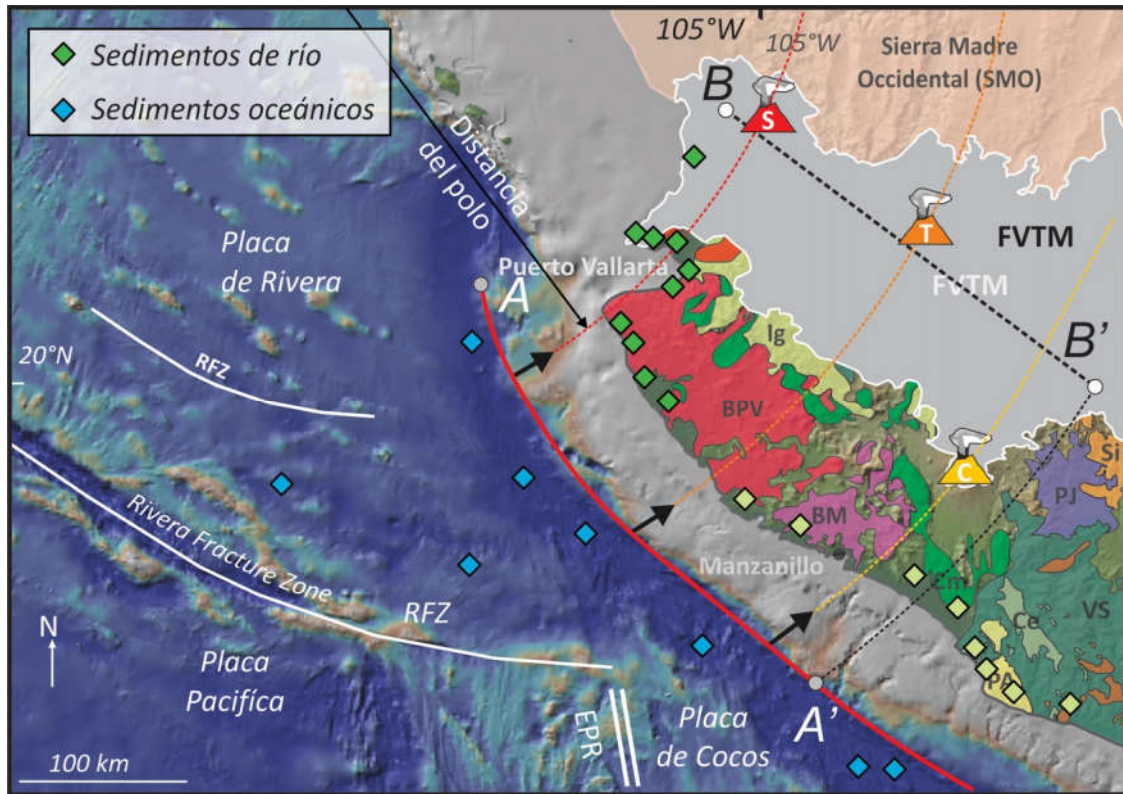 Sedimentos de río
Sedimentos oceánicos
105°W
105°W
Sierra Madre
Occidental (SMO)
B
S
Distancia
del polo
T
FVTM
FVTM
Placa
de Rivera
Puerto Vallarta
A
B'
20°N
RFZ
Ig
BPV
Si
C
PJ
BM
Rivera Fracture Zone
Manzanillo
Cm
VS
Ce
N
RFZ
PA
Placa
Pacifíca
EPR
Placa
de Cocos
A'
100 km